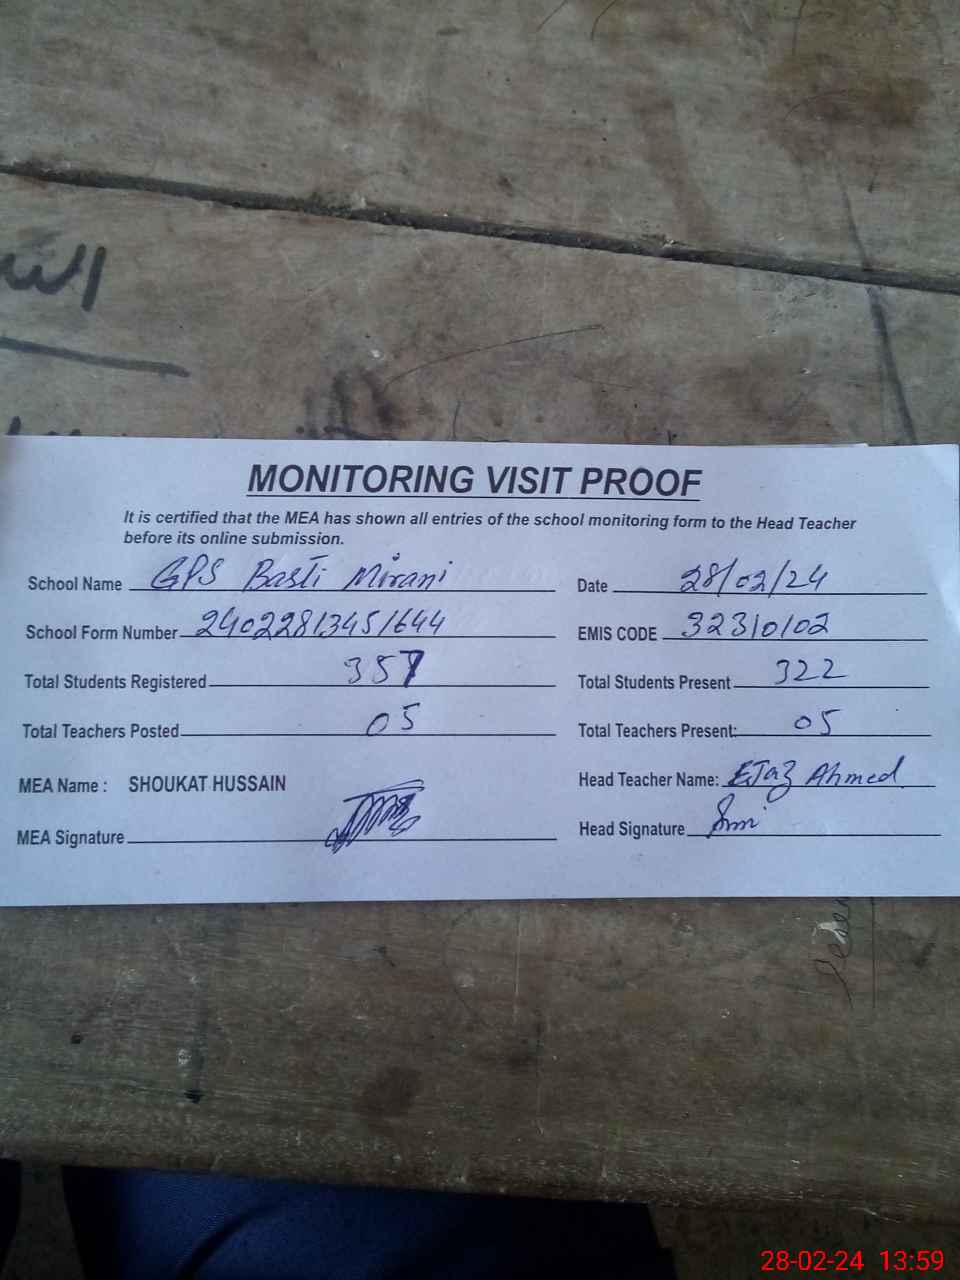 MONITORING VISIT PROOF
It is certified that the MEA has shown all entries of the school monitoring form to the Head Teacher
before its online submission.
School Name GPS Basti Mirani
Date 28/02/24
School Form Number 24022813451644
EMIS CODE 32310102
Total Students Registered 357
Total Students Present 322
Total Teachers Posted 05
Total Teachers Present: 05
MEA Name : SHOUKAT HUSSAIN
Head Teacher Name: EJaz Ahmed
MEA Signature
Head Signature
28-02-24 13:59